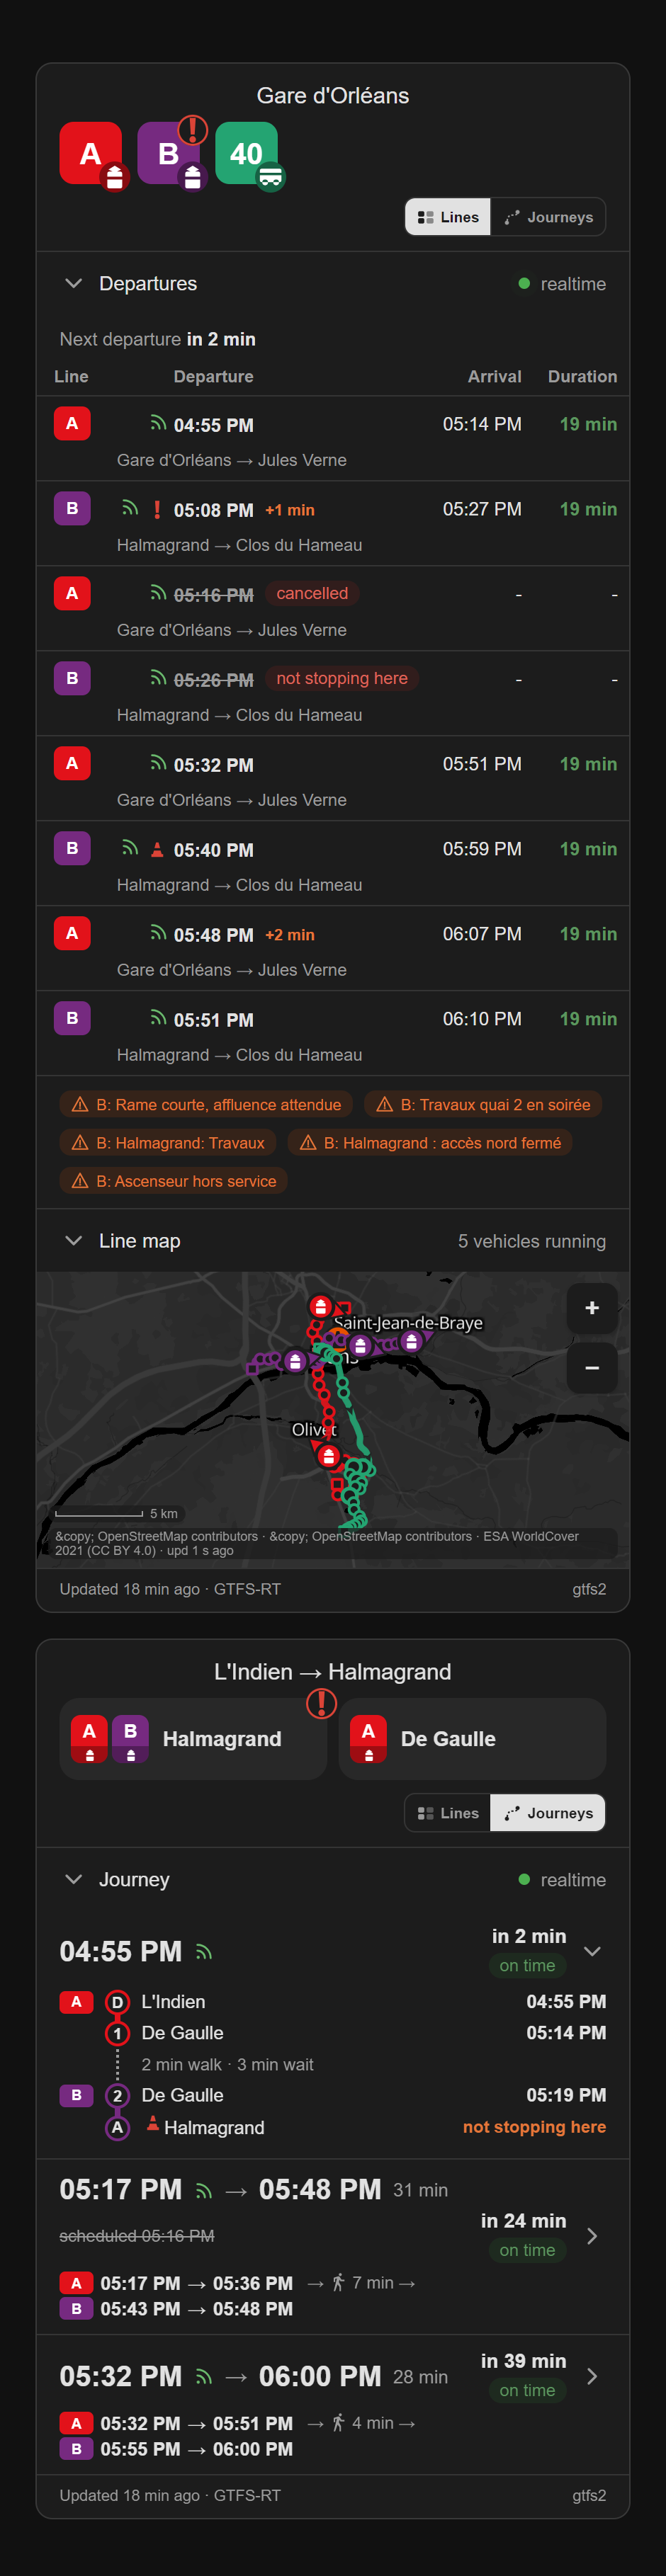 Gare d'Orléans
A B 40
Lines Journeys
Departures realtime
Next departure in 2 min
Line Departure Arrival Duration
A 04:55 PM 05:14 PM 19 min
Gare d'Orléans → Jules Verne
B 05:08 PM +1 min 05:27 PM 19 min
Halmagrand → Clos du Hameau
A 05:16 PM cancelled - -
Gare d'Orléans → Jules Verne
B 05:26 PM not stopping here - -
Halmagrand → Clos du Hameau
A 05:32 PM 05:51 PM 19 min
Gare d'Orléans → Jules Verne
B 05:40 PM 05:59 PM 19 min
Halmagrand → Clos du Hameau
A 05:48 PM +2 min 06:07 PM 19 min
Gare d'Orléans → Jules Verne
B 05:51 PM 06:10 PM 19 min
Halmagrand → Clos du Hameau
B: Rame courte, affluence attendue B: Travaux quai 2 en soirée
B: Halmagrand: Travaux B: Halmagrand : accès nord fermé
B: Ascenseur hors service
Line map 5 vehicles running
+
Saint-Jean-de-Braye
−
Olivet
5 km
&copy; OpenStreetMap contributors · &copy; OpenStreetMap contributors · ESA WorldCover
2021 (CC BY 4.0) · upd 1 s ago
Updated 18 min ago · GTFS-RT gtfs2
L'Indien → Halmagrand
A B Halmagrand A De Gaulle
Lines Journeys
Journey realtime
04:55 PM in 2 min
on time
A D L'Indien 04:55 PM
1 De Gaulle 05:14 PM
2 min walk · 3 min wait
B 2 De Gaulle 05:19 PM
A Halmagrand not stopping here
05:17 PM → 05:48 PM 31 min
in 24 min
scheduled 05:16 PM
on time
A 05:17 PM → 05:36 PM → 7 min →
B 05:43 PM → 05:48 PM
in 39 min
05:32 PM → 06:00 PM 28 min
on time
A 05:32 PM → 05:51 PM → 4 min →
B 05:55 PM → 06:00 PM
Updated 18 min ago · GTFS-RT gtfs2